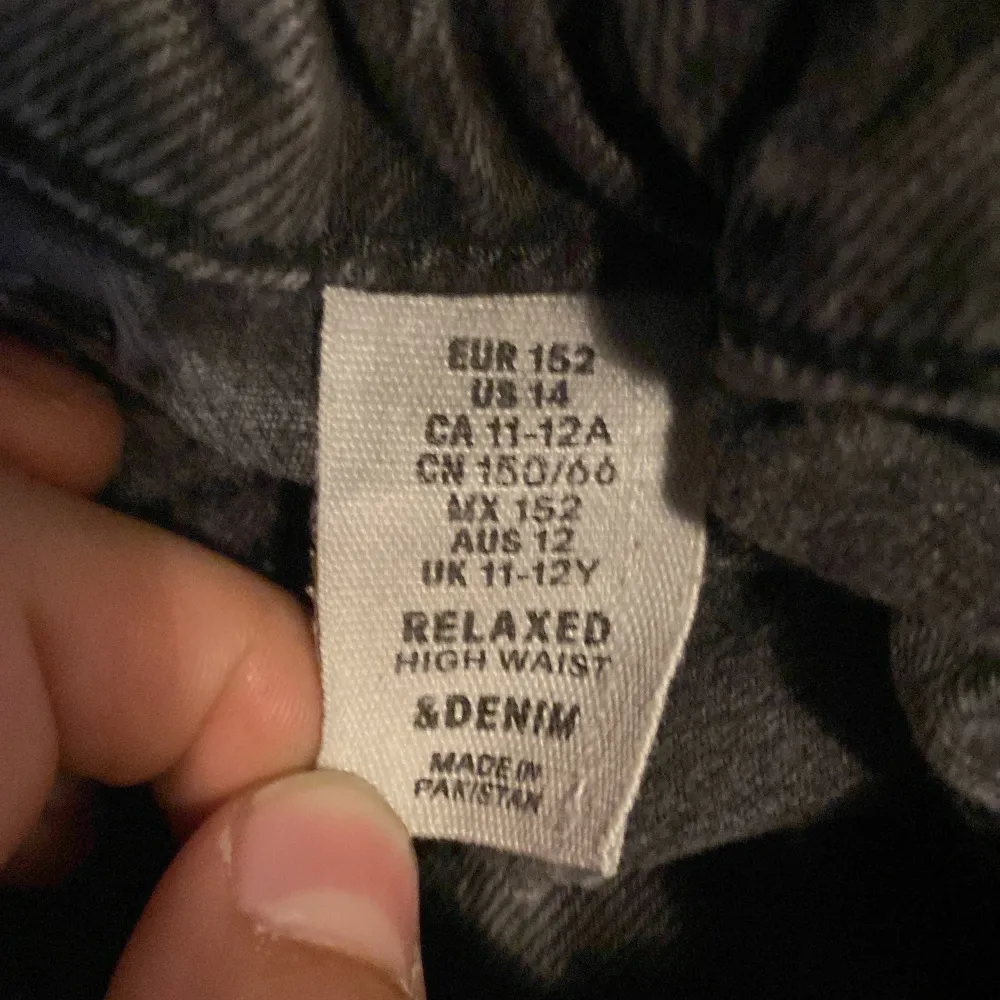 EUR 152
US 14
CA 11-12A
CN 150/66
MX 152
AUS 12
UK 11-12Y
RELAXED
HIGH WAIST
&DENIM
MADE IN
PAKISTAN